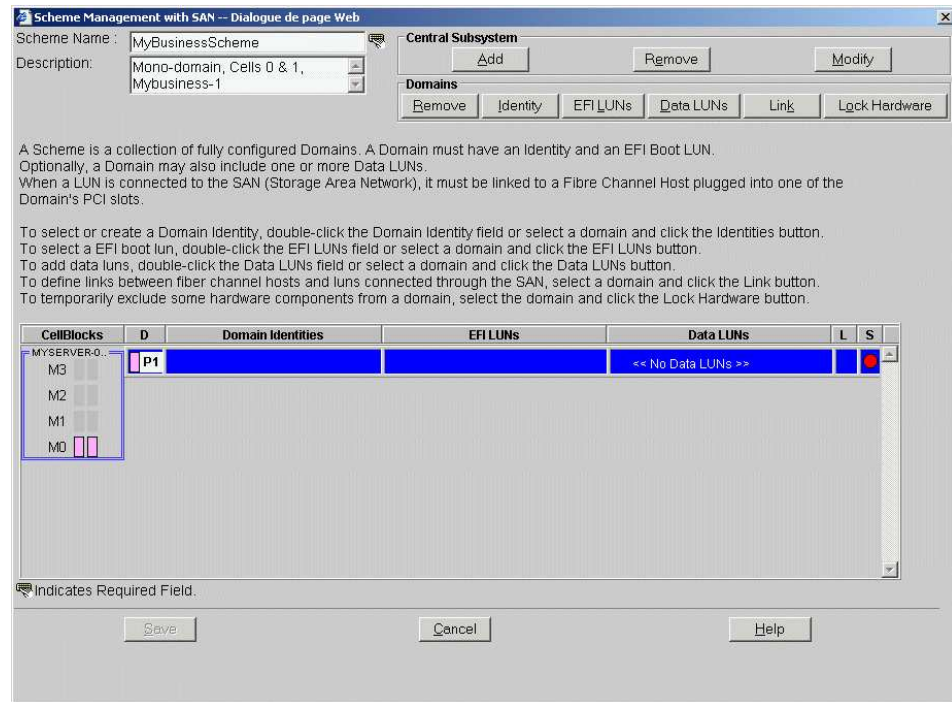 Scheme Management with SAN -- Dialogue de page Web
Scheme Name :
MyBusinessScheme
Description:
Mono-domain, Cells 0 & 1,
Mybusiness-1
Central Subsystem
Add
Remove
Modify
Domains
Remove
Identity
EFI LUNs
Data LUNs
Link
Lock Hardware
A Scheme is a collection of fully configured Domains. A Domain must have an Identity and an EFI Boot LUN.
Optionally, a Domain may also include one or more Data LUNs.
When a LUN is connected to the SAN (Storage Area Network), it must be linked to a Fibre Channel Host plugged into one of the
Domain's PCI slots.
To select or create a Domain Identity, double-click the Domain Identity field or select a domain and click the Identities button.
To select a EFI boot lun, double-click the EFI LUNs field or select a domain and click the EFI LUNs button.
To add data luns, double-click the Data LUNs field or select a domain and click the Data LUNs button.
To define links between fiber channel hosts and luns connected through the SAN, select a domain and click the Link button.
To temporarily exclude some hardware components from a domain, select the domain and click the Lock Hardware button.
CellBlocks D Domain Identities EFI LUNs Data LUNs L S
MYSERVER-0..
P1 << No Data LUNs >>
M3
M2
M1
M0
Indicates Required Field.
Save
Cancel
Help